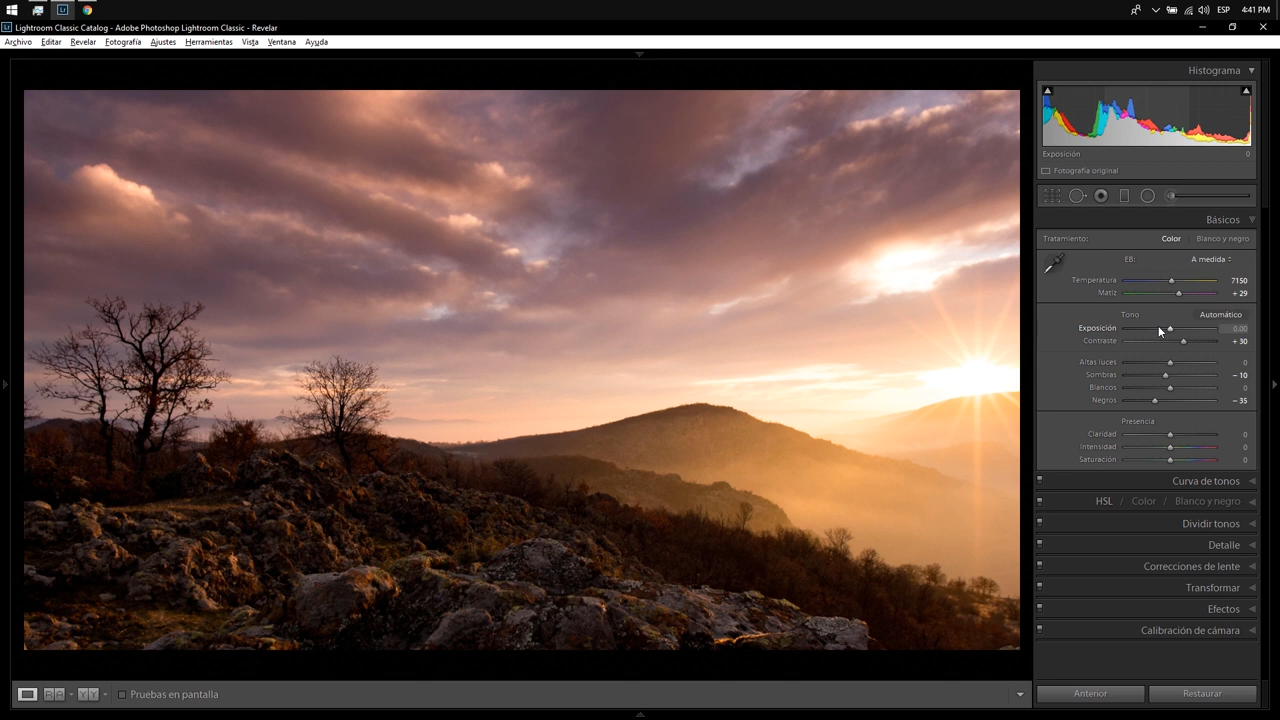 ESP 4:41 PM
Lightroom Classic Catalog - Adobe Photoshop Lightroom Classic - Revelar
Archivo Editar Revelar Fotografía Ajustes Herramientas Vista Ventana Ayuda
Histograma
Exposición 0
Fotografía original
Básicos
Tratamiento: Color Blanco y negro
EB: A medida
Temperatura 7150
Matiz + 29
Tono Automático
Exposición 0,00
Contraste + 30
Altas luces 0
Sombras − 10
Blancos 0
Negros − 35
Presencia
Claridad 0
Intensidad 0
Saturación 0
Curva de tonos
HSL / Color / Blanco y negro
Dividir tonos
Detalle
Correcciones de lente
Transformar
Efectos
Calibración de cámara
Pruebas en pantalla
Anterior Restaurar